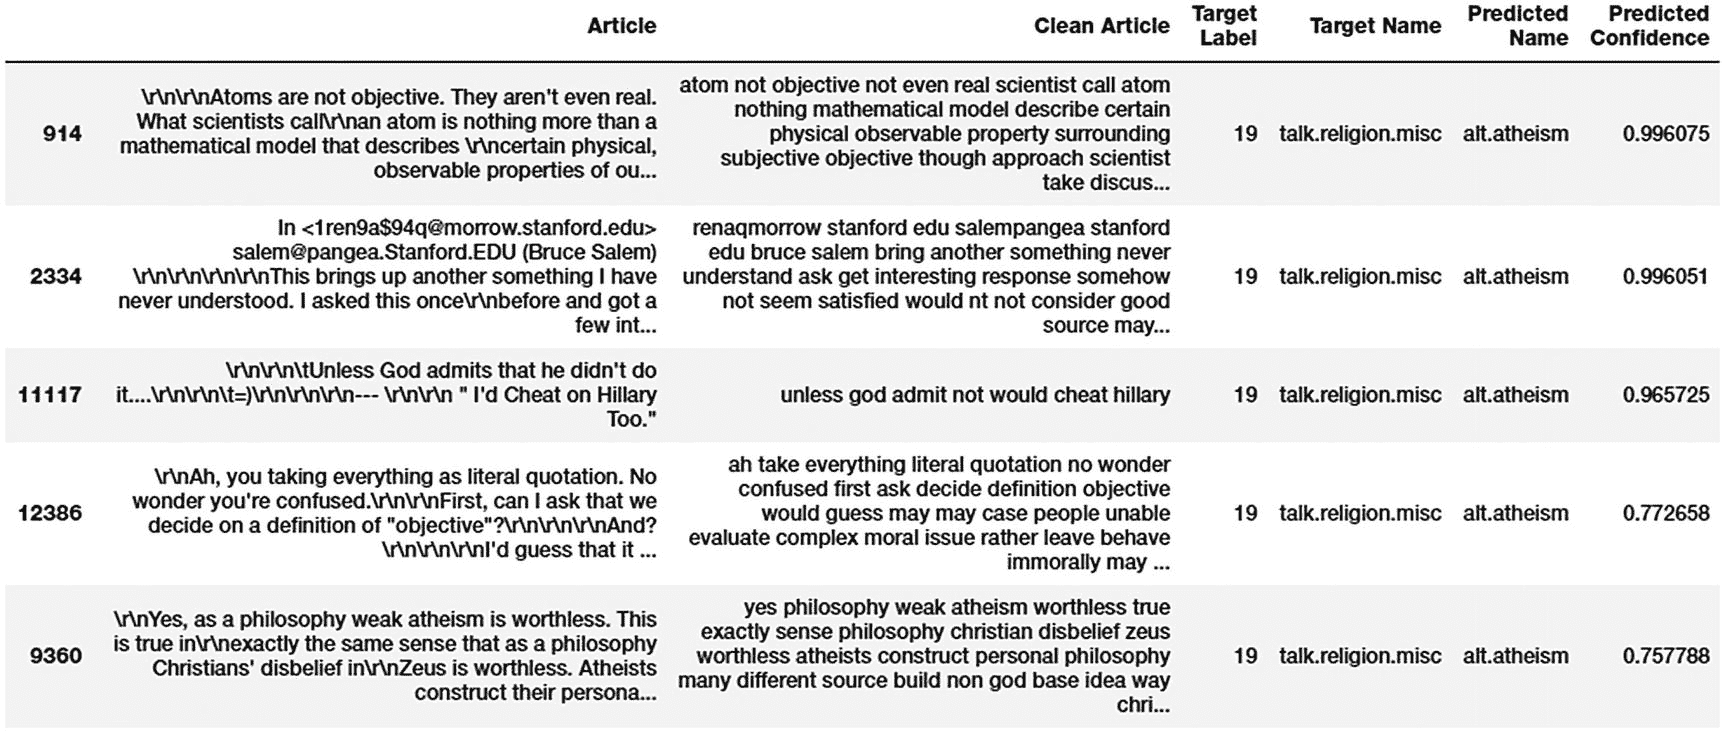 Article Clean Article Target Label Target Name Predicted Name Predicted Confidence
914
\r\n\r\nAtoms are not objective. They aren't even real.
What scientists call\r\nan atom is nothing more than a
mathematical model that describes \r\ncertain physical,
observable properties of ou...
atom not objective not even real scientist call atom
nothing mathematical model describe certain
physical observable property surrounding
subjective objective though approach scientist
take discus...
19 talk.religion.misc alt.atheism 0.996075
2334
In <1ren9a$94q@morrow.stanford.edu>
salem@pangea.Stanford.EDU (Bruce Salem)
\r\n\r\n\r\n\r\nThis brings up another something I have
never understood. I asked this once\r\nbefore and got a
few int...
renaqmorrow stanford edu salempangea stanford
edu bruce salem bring another something never
understand ask get interesting response somehow
not seem satisfied would nt not consider good
source may...
19 talk.religion.misc alt.atheism 0.996051
11117
\r\n\r\n\tUnless God admits that he didn't do
it....\r\n\r\n\t=)\r\n\r\n\r\n--- \r\n\r\n " I'd Cheat on Hillary
Too."
unless god admit not would cheat hillary
19 talk.religion.misc alt.atheism 0.965725
12386
\r\nAh, you taking everything as literal quotation. No
wonder you're confused.\r\n\r\nFirst, can I ask that we
decide on a definition of "objective"?\r\n\r\n\r\nAnd?
\r\n\r\n\r\nI'd guess that it ...
ah take everything literal quotation no wonder
confused first ask decide definition objective
would guess may may case people unable
evaluate complex moral issue rather leave behave
immorally may ...
19 talk.religion.misc alt.atheism 0.772658
9360
\r\nYes, as a philosophy weak atheism is worthless. This
is true in\r\nexactly the same sense that as a philosophy
Christians' disbelief in\r\nZeus is worthless. Atheists
construct their persona...
yes philosophy weak atheism worthless true
exactly sense philosophy christian disbelief zeus
worthless atheists construct personal philosophy
many different source build non god base idea way
chri...
19 talk.religion.misc alt.atheism 0.757788